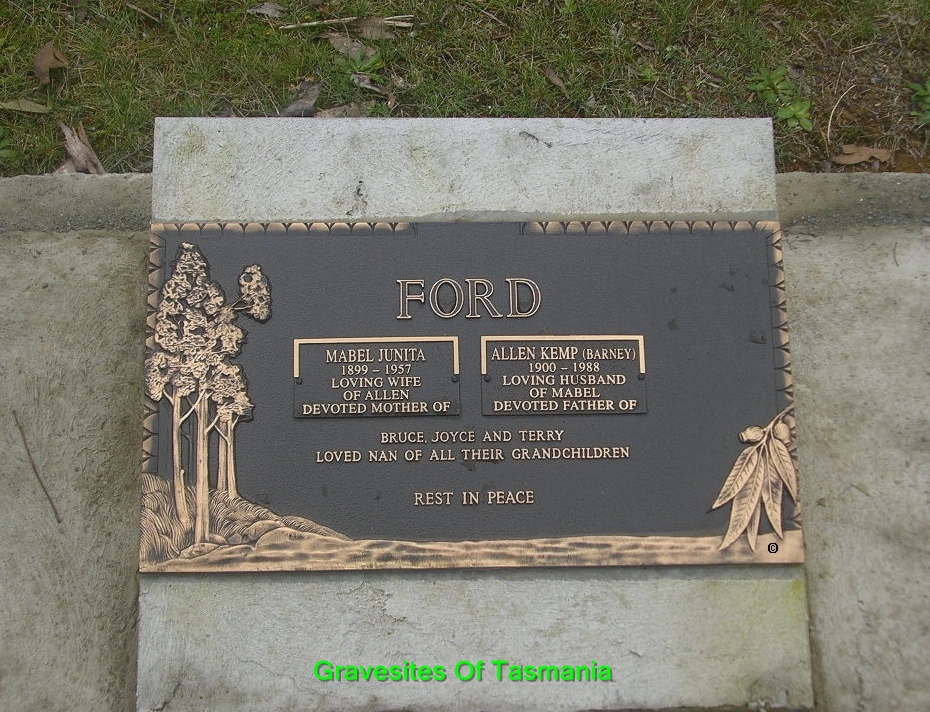 FORD
MABEL JUNITA
1899 – 1957
LOVING WIFE
OF ALLEN
DEVOTED MOTHER OF
ALLEN KEMP (BARNEY)
1900 – 1988
LOVING HUSBAND
OF MABEL
DEVOTED FATHER OF
BRUCE, JOYCE AND TERRY
LOVED NAN OF ALL THEIR GRANDCHILDREN
REST IN PEACE
©
Gravesites Of Tasmania